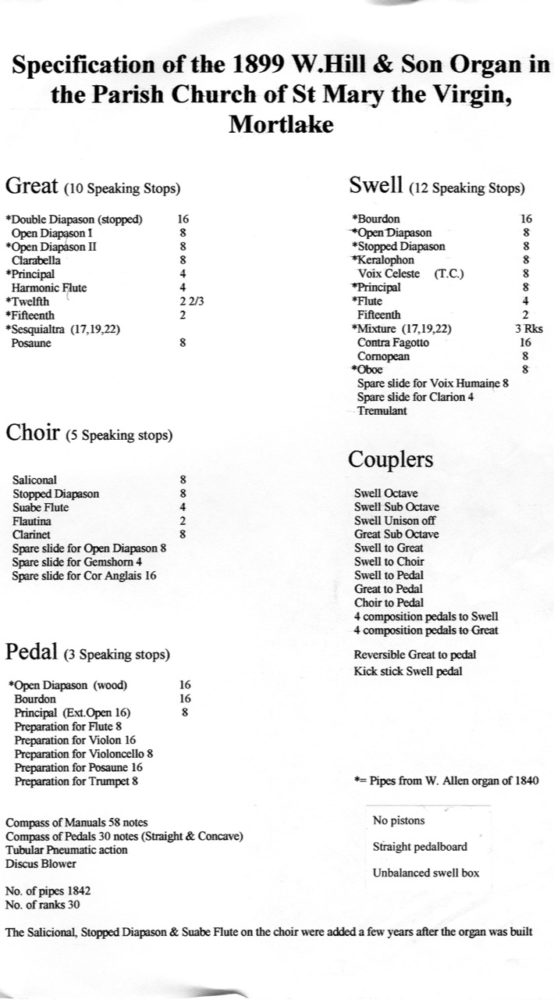 Specification of the 1899 W.Hill & Son Organ in
the Parish Church of St Mary the Virgin,
Mortlake
Great (10 Speaking Stops)
*Double Diapason (stopped) 16
Open Diapason I 8
*Open Diapason II 8
Clarabella 8
*Principal 4
Harmonic Flute 4
*Twelfth 2 2/3
*Fifteenth 2
*Sesquialtra (17,19,22)
Posaune 8
Choir (5 Speaking stops)
Saliconal 8
Stopped Diapason 8
Suabe Flute 4
Flautina 2
Clarinet 8
Spare slide for Open Diapason 8
Spare slide for Gemshorn 4
Spare slide for Cor Anglais 16
Pedal (3 Speaking stops)
*Open Diapason (wood) 16
Bourdon 16
Principal (Ext.Open 16) 8
Preparation for Flute 8
Preparation for Violon 16
Preparation for Violoncello 8
Preparation for Posaune 16
Preparation for Trumpet 8
Compass of Manuals 58 notes
Compass of Pedals 30 notes (Straight & Concave)
Tubular Pneumatic action
Discus Blower
No. of pipes 1842
No. of ranks 30
Swell (12 Speaking Stops)
*Bourdon 16
*Open Diapason 8
*Stopped Diapason 8
*Keralophon 8
Voix Celeste (T.C.) 8
*Principal 8
*Flute 4
Fifteenth 2
*Mixture (17,19,22) 3 Rks
Contra Fagotto 16
Cornopean 8
*Oboe 8
Spare slide for Voix Humaine 8
Spare slide for Clarion 4
Tremulant
Couplers
Swell Octave
Swell Sub Octave
Swell Unison off
Great Sub Octave
Swell to Great
Swell to Choir
Swell to Pedal
Great to Pedal
Choir to Pedal
4 composition pedals to Swell
4 composition pedals to Great
Reversible Great to pedal
Kick stick Swell pedal
*= Pipes from W. Allen organ of 1840
No pistons
Straight pedalboard
Unbalanced swell box
The Salicional, Stopped Diapason & Suabe Flute on the choir were added a few years after the organ was built